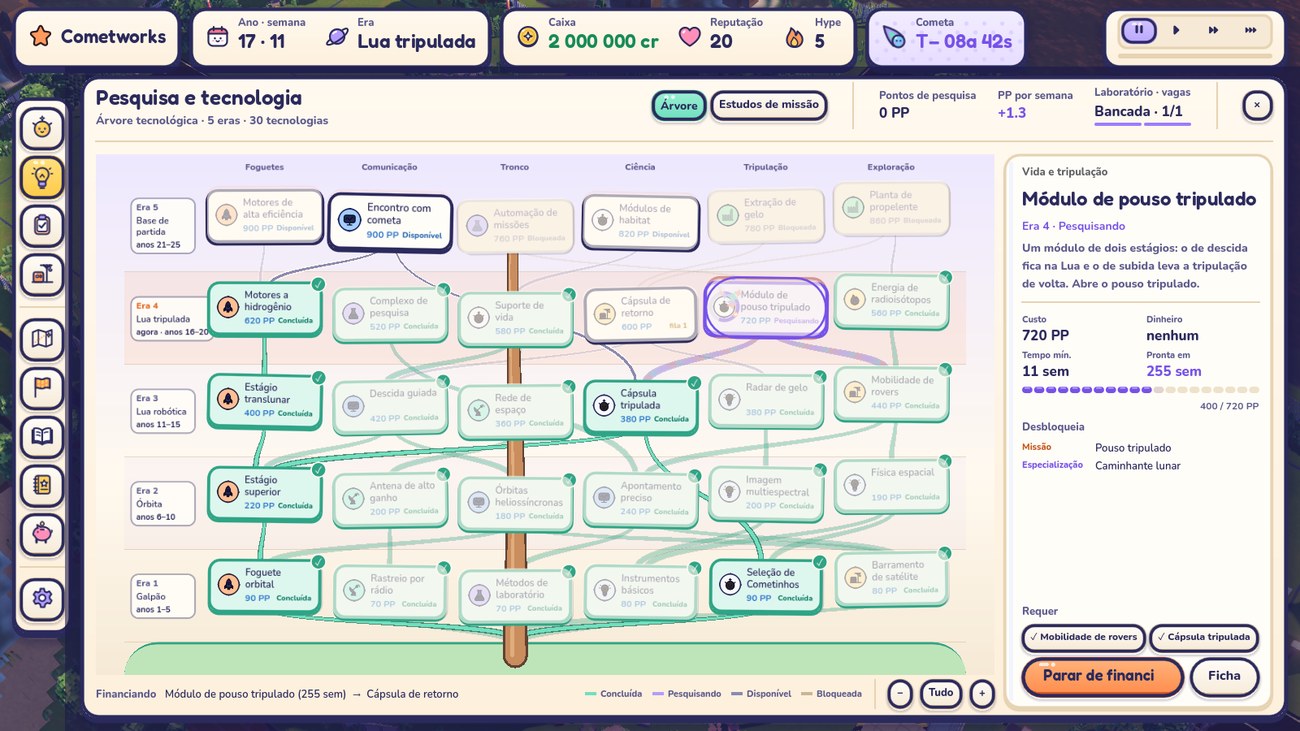 Cometworks
Ano · semana
17 · 11
Era
Lua tripulada
Caixa
2 000 000 cr
Reputação
20
Hype
5
Cometa
T− 08a 42s
Pesquisa e tecnologia
Árvore tecnológica · 5 eras · 30 tecnologias
Árvore
Estudos de missão
Pontos de pesquisa
0 PP
PP por semana
+1.3
Laboratório · vagas
Bancada · 1/1
×
Foguetes
Comunicação
Tronco
Ciência
Tripulação
Exploração
Era 5
Base de
partida
anos 21–25
Motores de
alta eficiência
900 PP Disponível
Encontro com
cometa
900 PP Disponível
Automação de
missões
760 PP Bloqueada
Módulos de
habitat
820 PP Disponível
Extração de
gelo
780 PP Bloqueada
Planta de
propelente
860 PP Bloqueada
Era 4
Lua tripulada
agora · anos 16–20
Motores a
hidrogênio
620 PP Concluída
Complexo de
pesquisa
520 PP Concluída
Suporte de
vida
580 PP Concluída
Cápsula de
retorno
600 PP fila 1
Módulo de
pouso tripulado
720 PP Pesquisando
Energia de
radioisótopos
560 PP Concluída
Era 3
Lua robótica
anos 11–15
Estágio
translunar
400 PP Concluída
Descida guiada
420 PP Concluída
Rede de
espaço
360 PP Concluída
Cápsula
tripulada
380 PP Concluída
Radar de gelo
380 PP Concluída
Mobilidade de
rovers
440 PP Concluída
Era 2
Órbita
anos 6–10
Estágio
superior
220 PP Concluída
Antena de alto
ganho
200 PP Concluída
Órbitas
heliossíncronas
180 PP Concluída
Apontamento
preciso
240 PP Concluída
Imagem
multiespectral
200 PP Concluída
Física espacial
190 PP Concluída
Era 1
Galpão
anos 1–5
Foguete
orbital
90 PP Concluída
Rastreio por
rádio
70 PP Concluída
Métodos de
laboratório
70 PP Concluída
Instrumentos
básicos
80 PP Concluída
Seleção de
Cometinhos
90 PP Concluída
Barramento
de satélite
80 PP Concluída
Financiando Módulo de pouso tripulado (255 sem) → Cápsula de retorno
Concluída
Pesquisando
Disponível
Bloqueada
−
Tudo
+
Vida e tripulação
Módulo de pouso tripulado
Era 4 · Pesquisando
Um módulo de dois estágios: o de descida
fica na Lua e o de subida leva a tripulação
de volta. Abre o pouso tripulado.
Custo
720 PP
Dinheiro
nenhum
Tempo mín.
11 sem
Pronta em
255 sem
400 / 720 PP
Desbloqueia
Missão Pouso tripulado
Especialização Caminhante lunar
Requer
✓ Mobilidade de rovers
✓ Cápsula tripulada
Parar de financi
Ficha